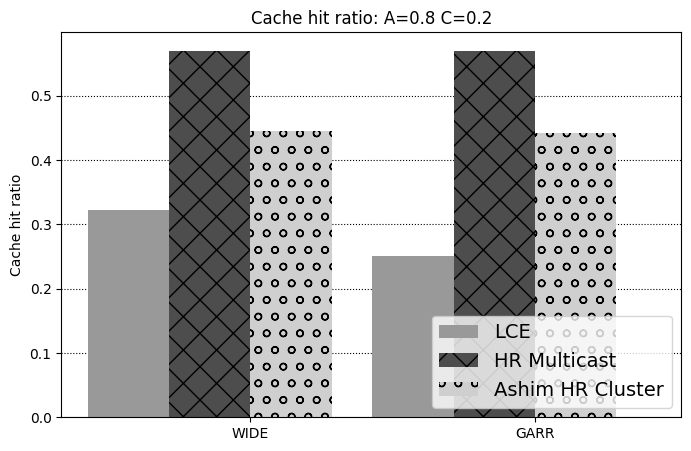 Cache hit ratio: A=0.8 C=0.2
Cache hit ratio
0.5
0.4
0.3
0.2
0.1
0.0
WIDE
GARR
LCE
HR Multicast
Ashim HR Cluster